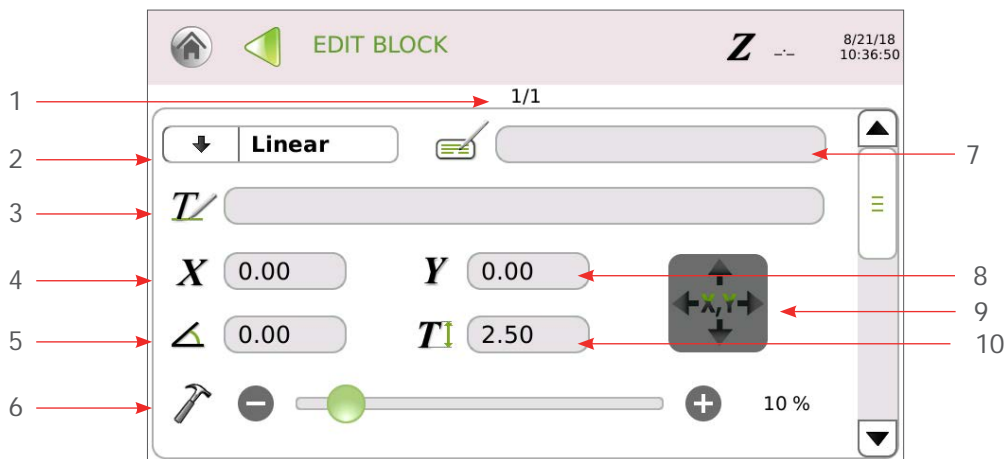 EDIT BLOCK Z _._ 8/21/18
10:36:50
1 1/1
2 Linear 7
3 T
4 X 0.00 Y 0.00 8
X,Y 9
5 0.00 T 2.50 10
6 10 %